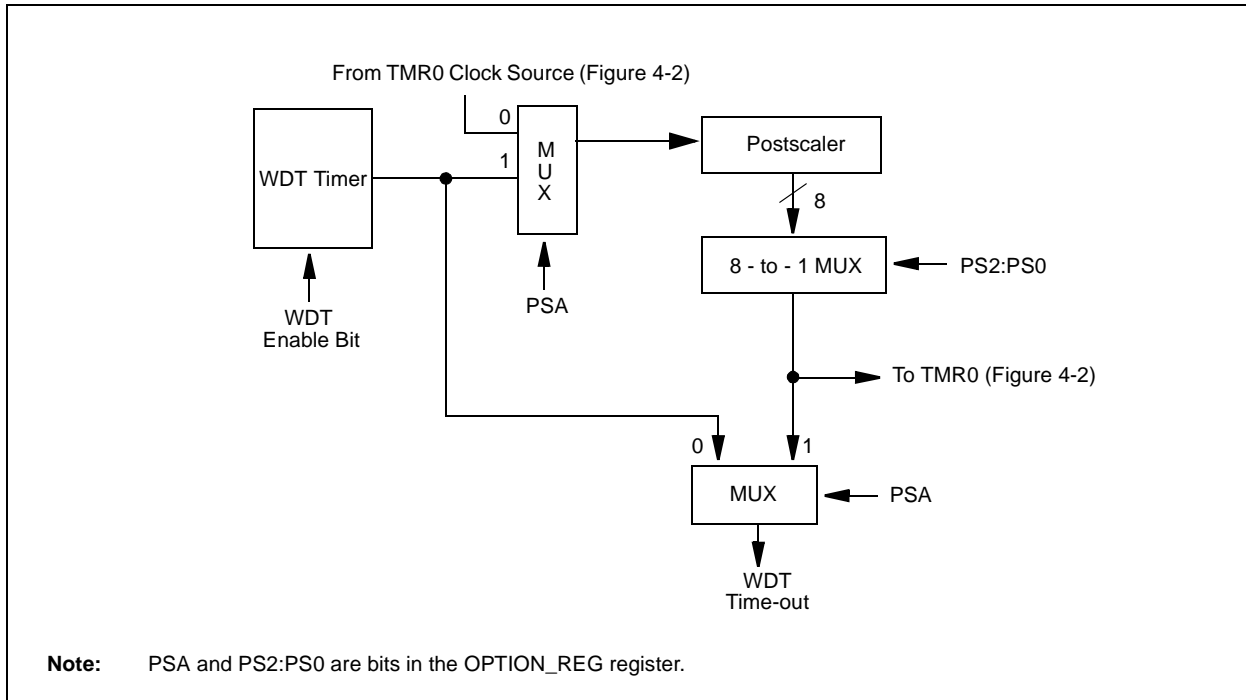 From TMR0 Clock Source (Figure 4-2)
0
1
M
U
X
WDT Timer
Postscaler
8
8 - to - 1 MUX
PS2:PS0
PSA
WDT
Enable Bit
To TMR0 (Figure 4-2)
0
1
MUX
PSA
WDT
Time-out
Note: PSA and PS2:PS0 are bits in the OPTION_REG register.